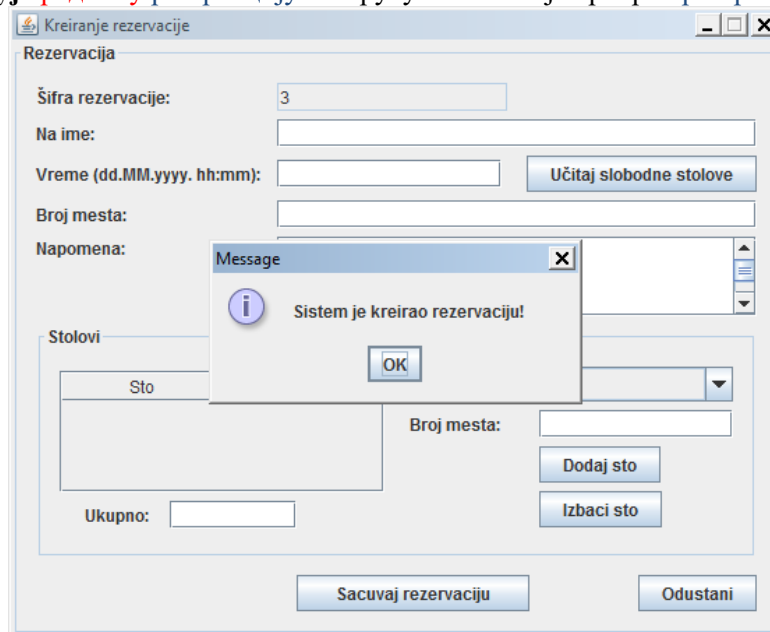 Kreiranje rezervacije
Rezervacija
Šifra rezervacije: 3
Na ime:
Vreme (dd.MM.yyyy. hh:mm): Učitaj slobodne stolove
Broj mesta:
Napomena:
Message
Sistem je kreirao rezervaciju!
OK
Stolovi
Sto
Broj mesta:
Dodaj sto
Ukupno: Izbaci sto
Sacuvaj rezervaciju Odustani